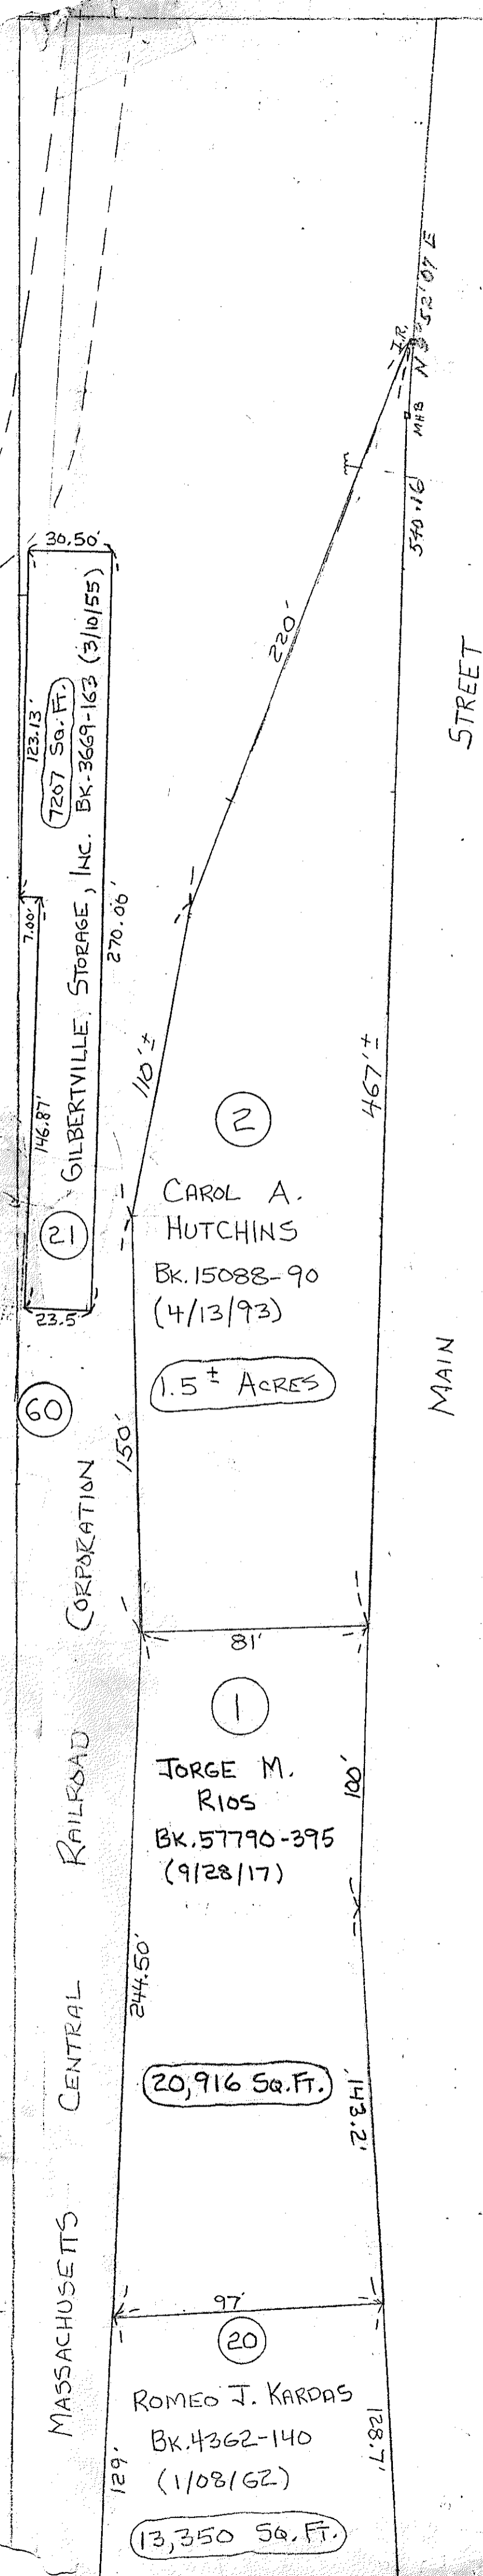 N 3° 52' 07 E
I.R.
MHB
540.16
220'
STREET
30.50'
123.13'
7207 SQ. FT.
GILBERTVILLE STORAGE, INC. BK. 3669-163 (3/10/55)
7.00'
270.06'
146.87'
21
23.5'
110'±
467'±
2
CAROL A.
HUTCHINS
BK. 15088-90
(4/13/93)
1.5± ACRES
MAIN
60
150'
81'
1
JORGE M.
RIOS
BK. 57790-395
(9/28/17)
100'
244.50'
20,916 SQ. FT.
143.2'
MASSACHUSETTS CENTRAL RAILROAD CORPORATION
97'
20
ROMEO J. KARDAS
BK. 4362-140
(1/08/62)
129'
128.7'
13,350 SQ. FT.